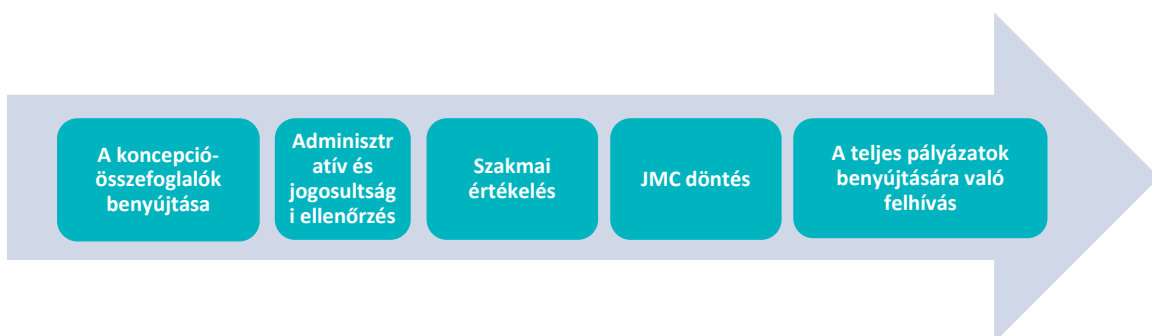 A koncepció-
összefoglalók
benyújtása
Adminisztr
atív és
jogosultság
i ellenőrzés
Szakmai
értékelés
JMC döntés
A teljes pályázatok
benyújtására való
felhívás